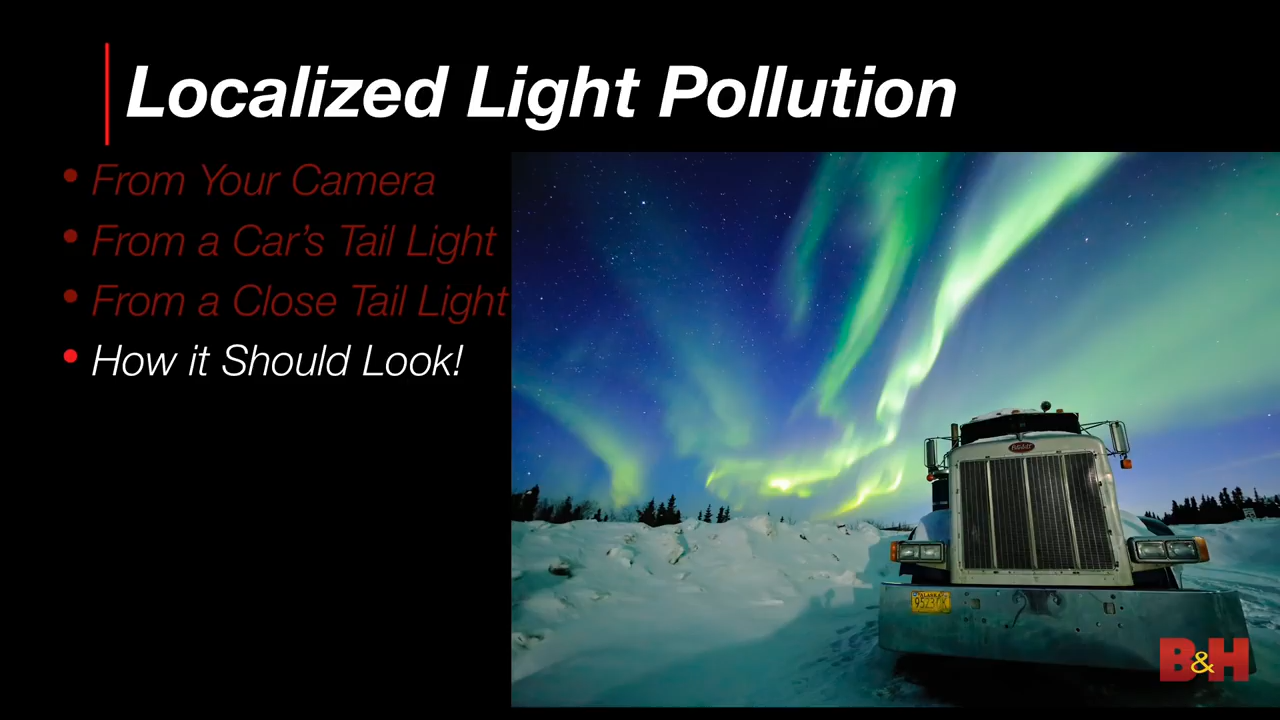 Localized Light Pollution
• From Your Camera
• From a Car's Tail Light
• From a Close Tail Light
• How it Should Look!
B&H